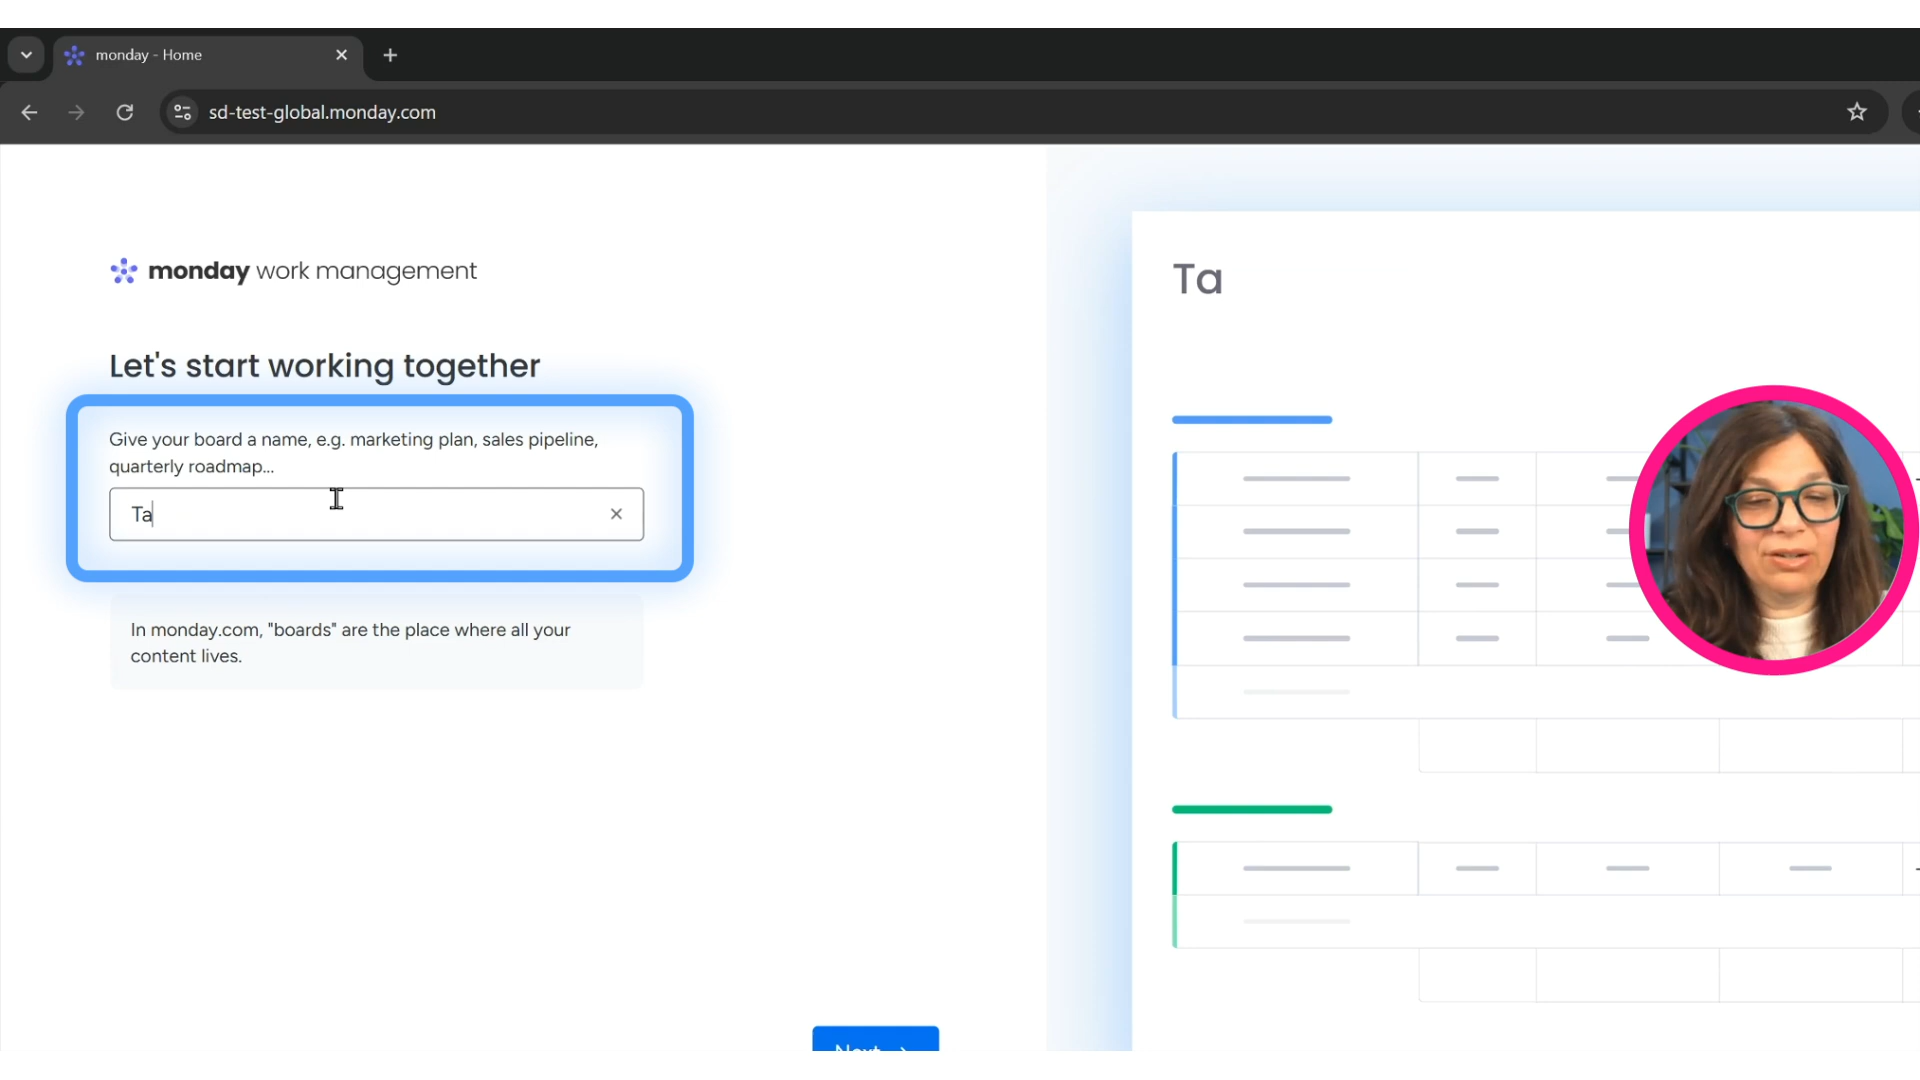 monday - Home
sd-test-global.monday.com
monday work management
Let's start working together
Give your board a name, e.g. marketing plan, sales pipeline,
quarterly roadmap...
Ta
In monday.com, "boards" are the place where all your
content lives.
Next
Ta